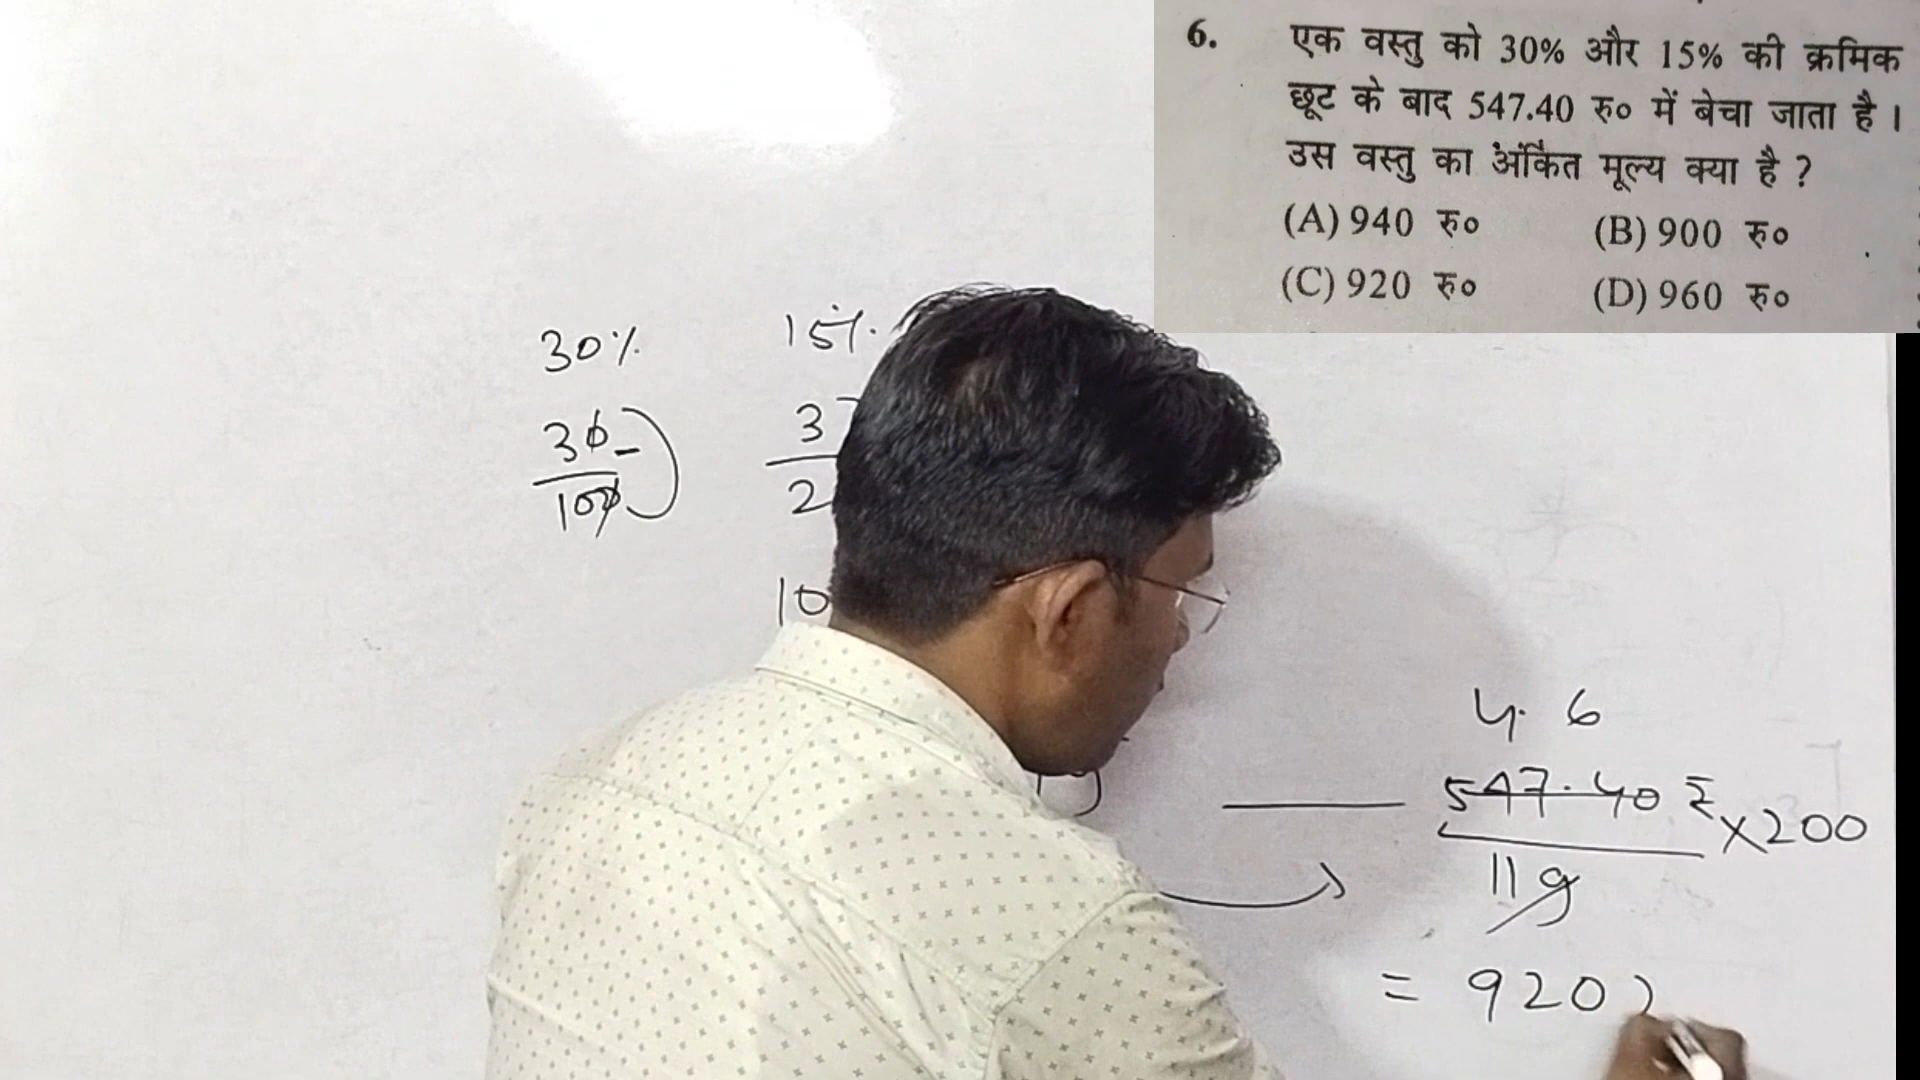 6. एक वस्तु को 30% और 15% की क्रमिक
छूट के बाद 547.40 रु० में बेचा जाता है ।
उस वस्तु का अंकित मूल्य क्या है ?
(A) 940 रु० (B) 900 रु०
(C) 920 रु० (D) 960 रु०
30% 15%.
30 3
100 2
10
4.6
547.40 ₹ ×200
119
= 920